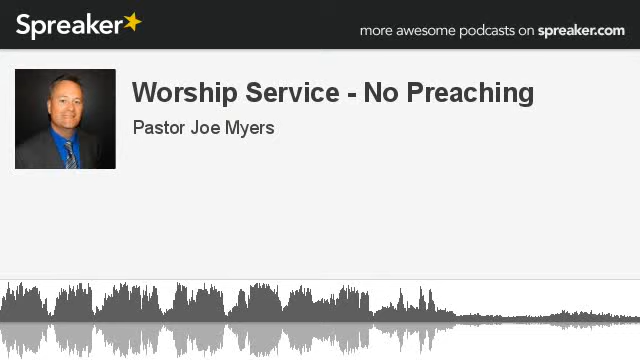 Spreaker
more awesome podcasts on spreaker.com
Worship Service - No Preaching
Pastor Joe Myers